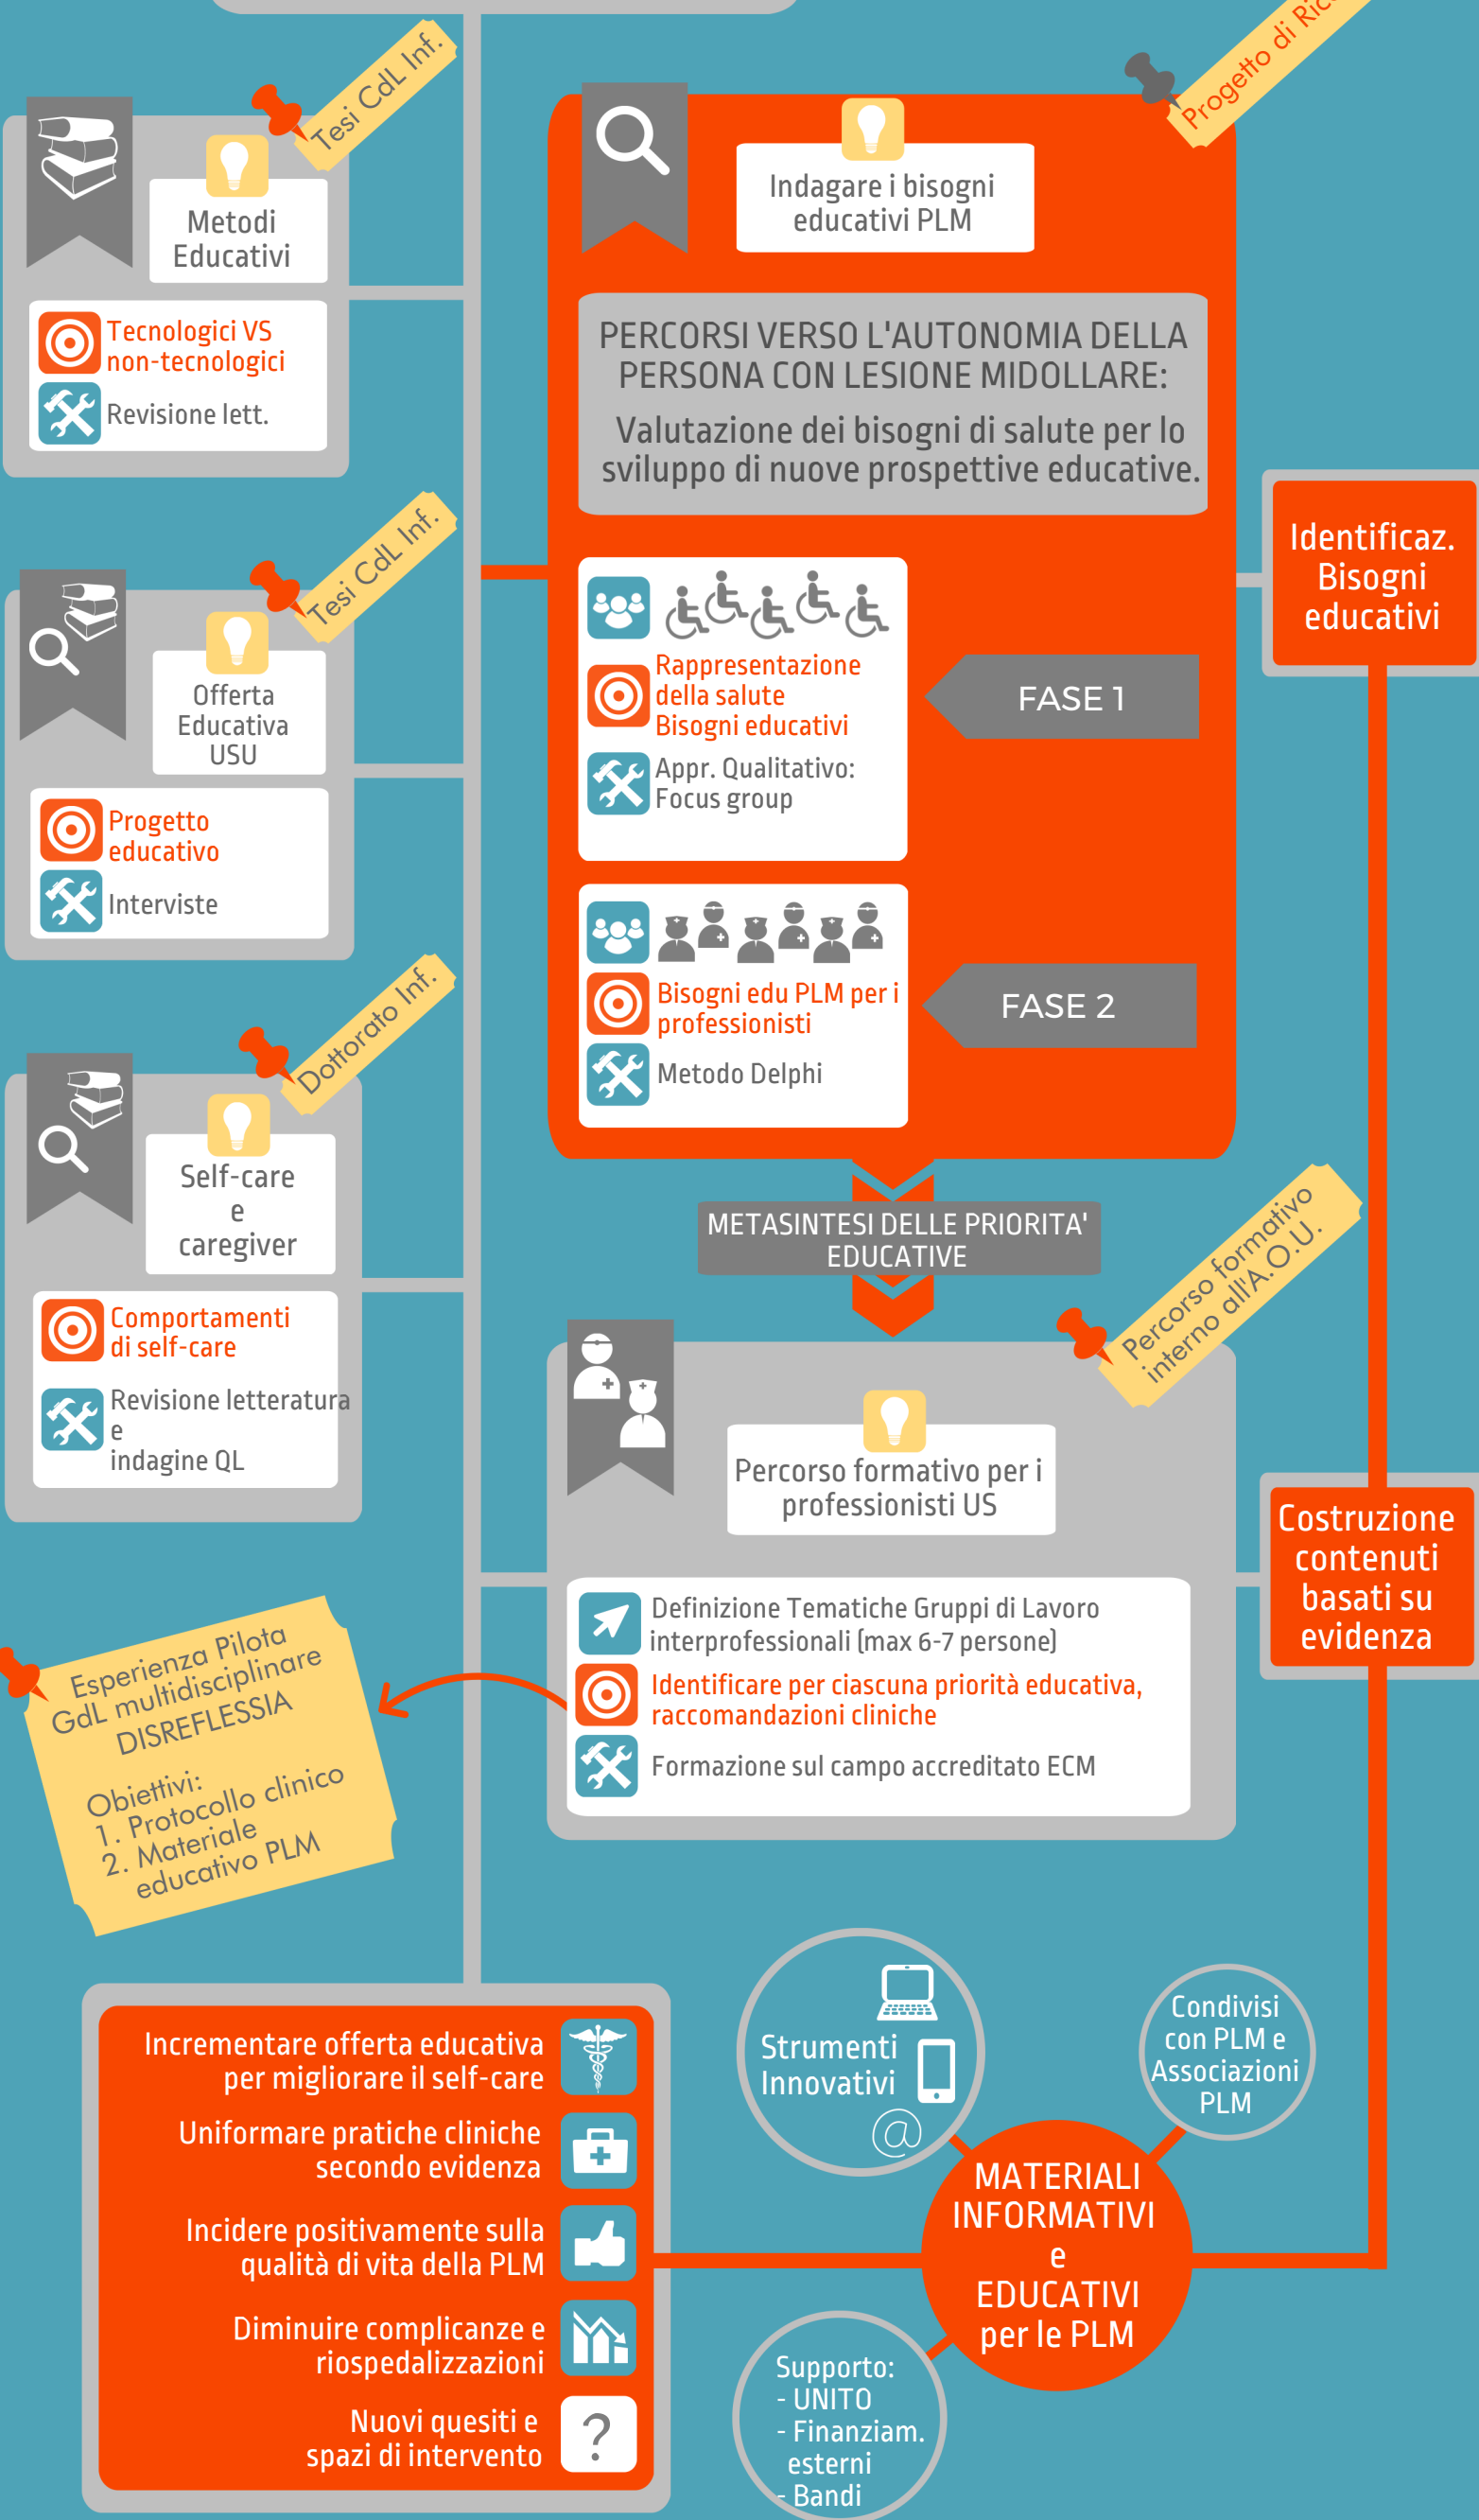 Tesi CdL Inf.
Metodi
Educativi
Tecnologici VS
non-tecnologici
Revisione lett.
Tesi CdL Inf.
Offerta
Educativa
USU
Progetto
educativo
Interviste
Dottorato Inf.
Self-care
e
caregiver
Comportamenti
di self-care
Revisione letteratura
e
indagine QL
Progetto di
Indagare i bisogni
educativi PLM
PERCORSI VERSO L'AUTONOMIA DELLA
PERSONA CON LESIONE MIDOLLARE:
Valutazione dei bisogni di salute per lo
sviluppo di nuove prospettive educative.
Rappresentazione
della salute
Bisogni educativi
Appr. Qualitativo:
Focus group
FASE 1
Bisogni edu PLM per i
professionisti
Metodo Delphi
FASE 2
METASINTESI DELLE PRIORITA'
EDUCATIVE
Identificaz.
Bisogni
educativi
Percorso formativo
interno all'A.O.U.
Percorso formativo per i
professionisti US
Definizione Tematiche Gruppi di Lavoro
interprofessionali (max 6-7 persone)
Identificare per ciascuna priorità educativa,
raccomandazioni cliniche
Formazione sul campo accreditato ECM
Costruzione
contenuti
basati su
evidenza
Esperienza Pilota
GdL multidisciplinare
DISREFLESSIA
Obiettivi:
1. Protocollo clinico
2. Materiale
educativo PLM
Incrementare offerta educativa
per migliorare il self-care
Uniformare pratiche cliniche
secondo evidenza
Incidere positivamente sulla
qualità di vita della PLM
Diminuire complicanze e
riospedalizzazioni
Nuovi quesiti e
spazi di intervento
?
Strumenti
Innovativi
@
Condivisi
con PLM e
Associazioni
PLM
MATERIALI
INFORMATIVI
e
EDUCATIVI
per le PLM
Supporto:
- UNITO
- Finanziam.
esterni
- Bandi